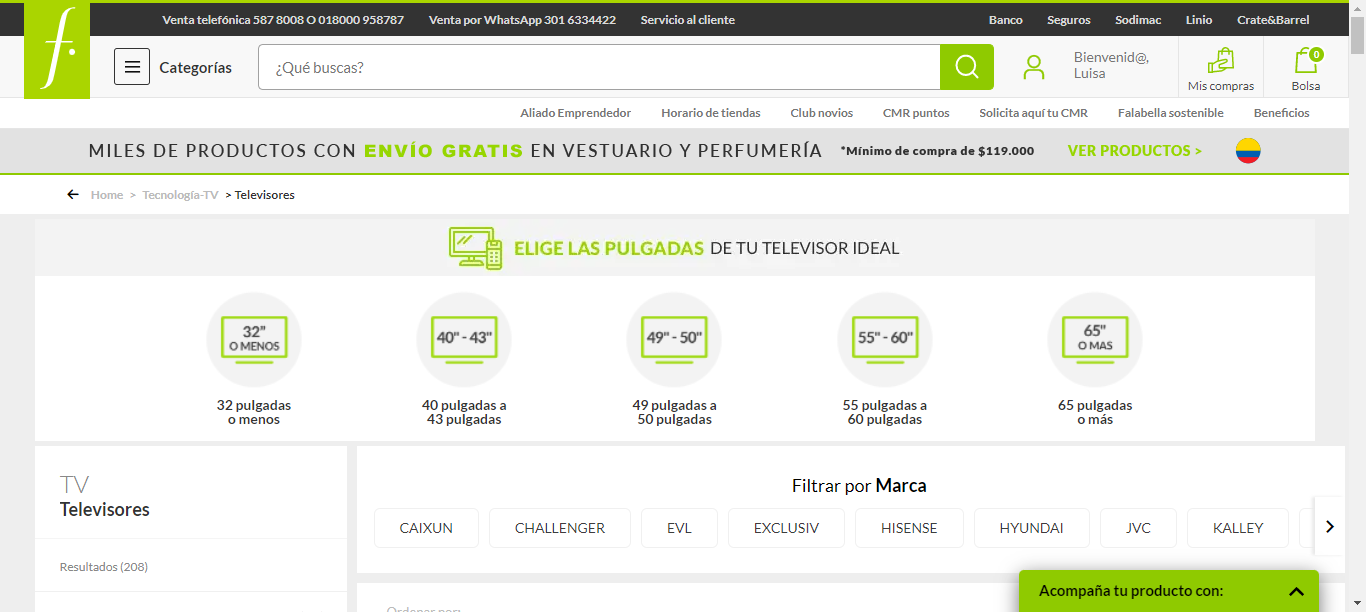 Venta telefónica 587 8008 O 018000 958787 Venta por WhatsApp 301 6334422 Servicio al cliente Banco Seguros Sodimac Linio Crate&Barrel
f.
Categorías ¿Qué buscas? Bienvenid@,
Luisa
Mis compras
0
Bolsa
Aliado Emprendedor Horario de tiendas Club novios CMR puntos Solicita aquí tu CMR Falabella sostenible Beneficios
MILES DE PRODUCTOS CON ENVÍO GRATIS EN VESTUARIO Y PERFUMERÍA *Mínimo de compra de $119.000 VER PRODUCTOS >
Home > Tecnología-TV > Televisores
ELIGE LAS PULGADAS DE TU TELEVISOR IDEAL
32”
O MENOS
40" - 43"
49" - 50"
55" - 60"
65"
O MAS
32 pulgadas
o menos
40 pulgadas a
43 pulgadas
49 pulgadas a
50 pulgadas
55 pulgadas a
60 pulgadas
65 pulgadas
o más
TV
Televisores
Resultados (208)
Filtrar por Marca
CAIXUN CHALLENGER EVL EXCLUSIV HISENSE HYUNDAI JVC KALLEY
Ordenar por:
Acompaña tu producto con: